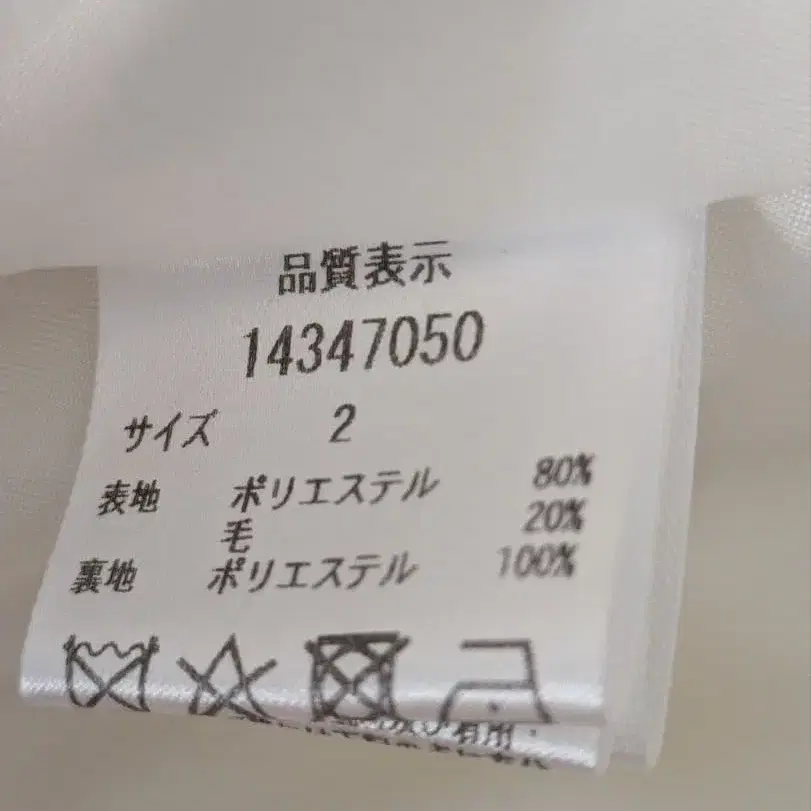 品質表示
14347050
サイズ 2
表地 ポリエステル 80%
毛 20%
裏地 ポリエステル 100%